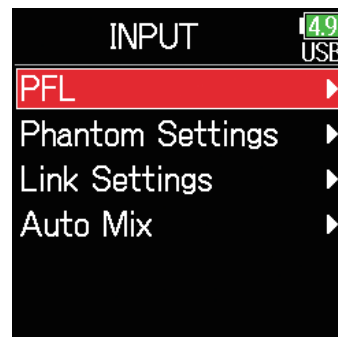 INPUT
4.9
USB
PFL
Phantom Settings
Link Settings
Auto Mix